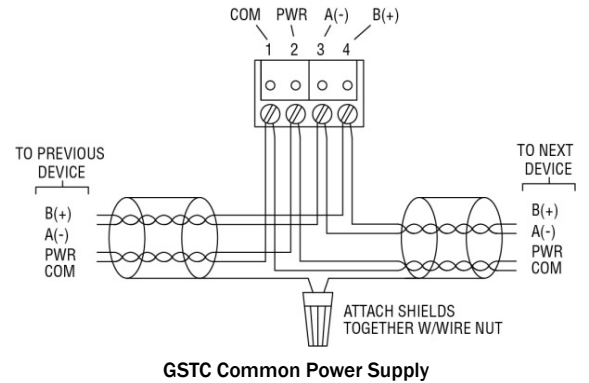 COM PWR A(-) B(+)
1 2 3 4
TO PREVIOUS
DEVICE
B(+)
A(-)
PWR
COM
TO NEXT
DEVICE
B(+)
A(-)
PWR
COM
ATTACH SHIELDS
TOGETHER W/WIRE NUT
GSTC Common Power Supply